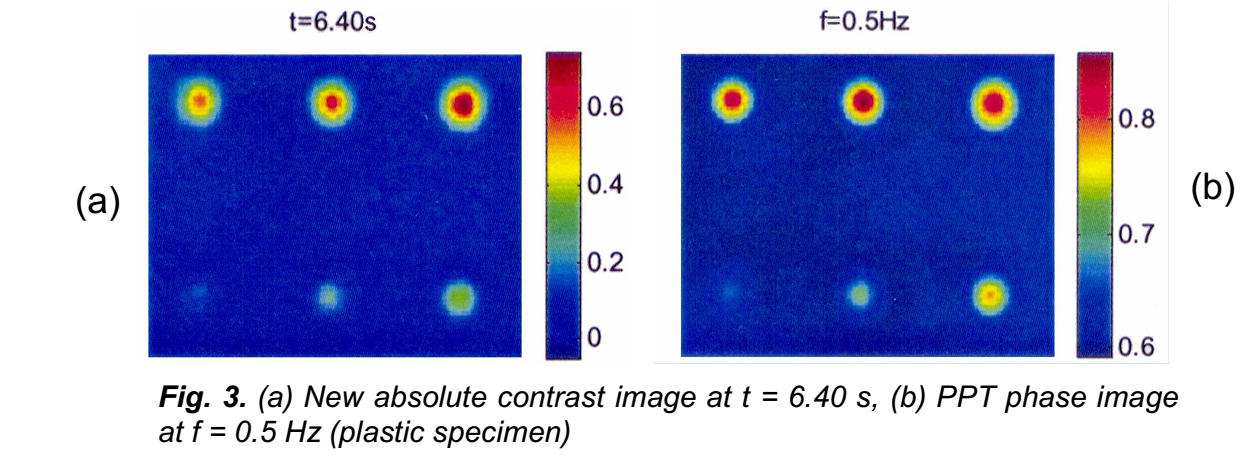 t=6.40s
f=0.5Hz
(a)
0.6
0.4
0.2
0
0.8
0.7
0.6
(b)
Fig. 3. (a) New absolute contrast image at t = 6.40 s, (b) PPT phase image
at f = 0.5 Hz (plastic specimen)